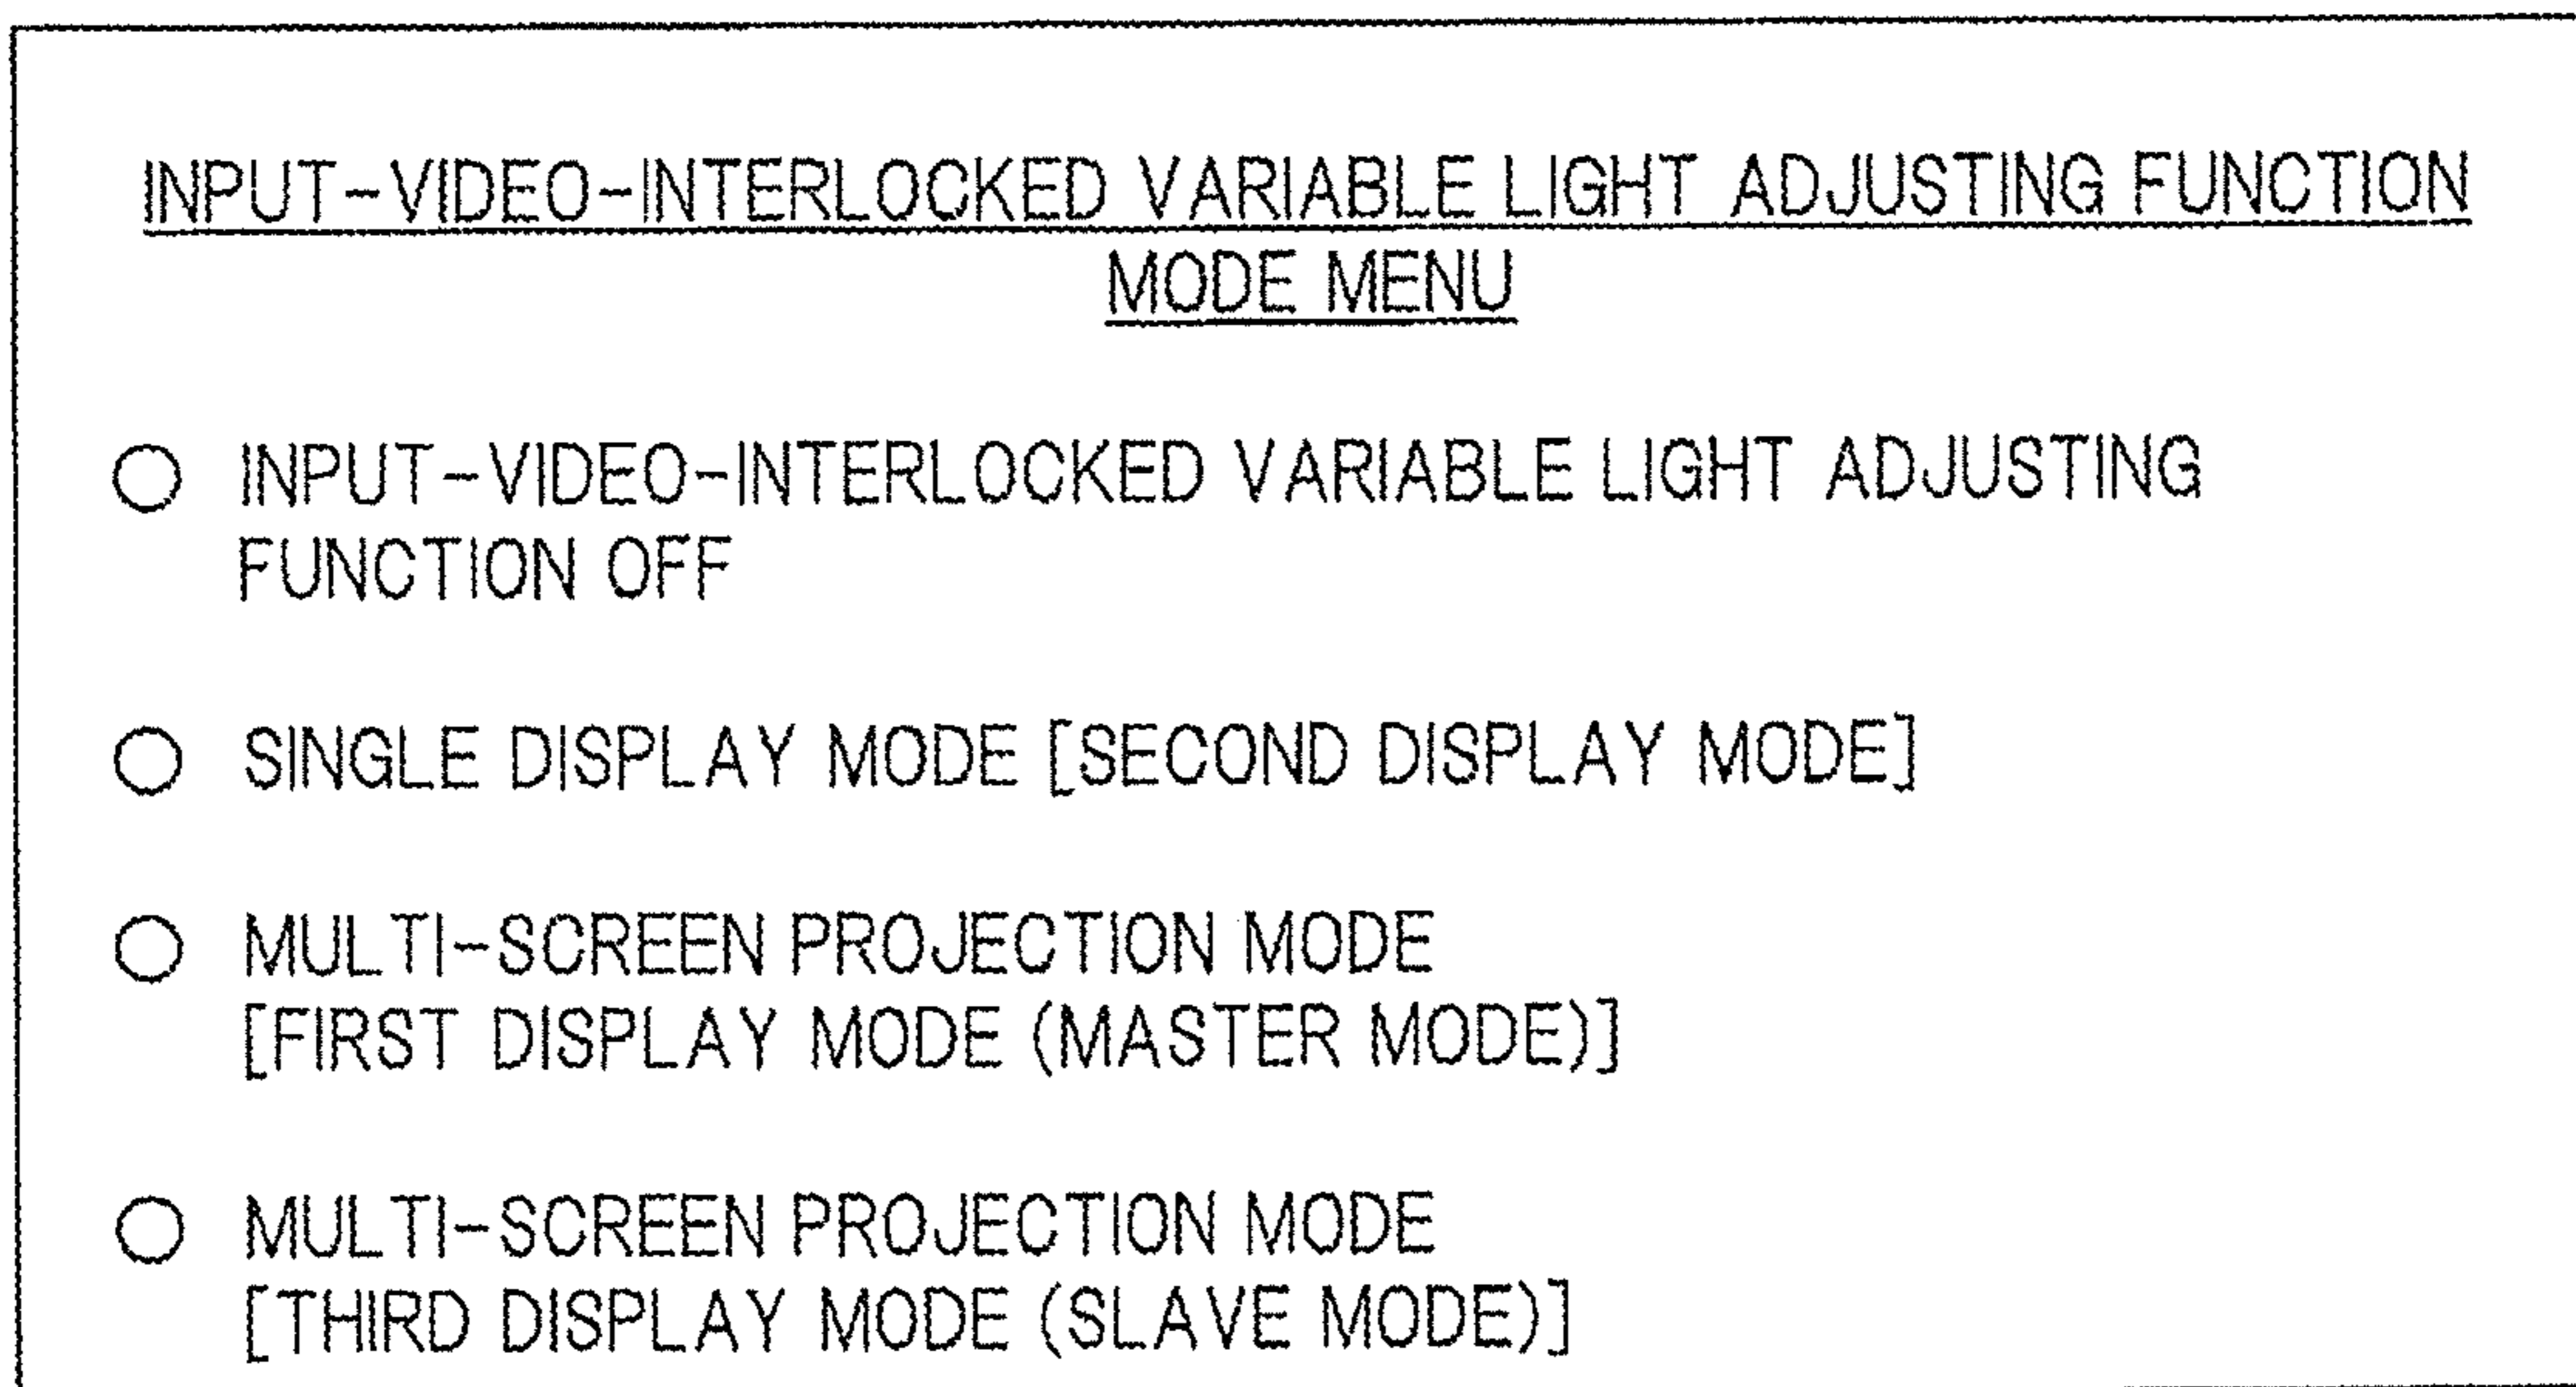 INPUT-VIDEO-INTERLOCKED VARIABLE LIGHT ADJUSTING FUNCTION
MODE MENU
INPUT-VIDEO-INTERLOCKED VARIABLE LIGHT ADJUSTING
FUNCTION OFF
SINGLE DISPLAY MODE [SECOND DISPLAY MODE]
MULTI-SCREEN PROJECTION MODE
[FIRST DISPLAY MODE (MASTER MODE)]
MULTI-SCREEN PROJECTION MODE
[THIRD DISPLAY MODE (SLAVE MODE)]